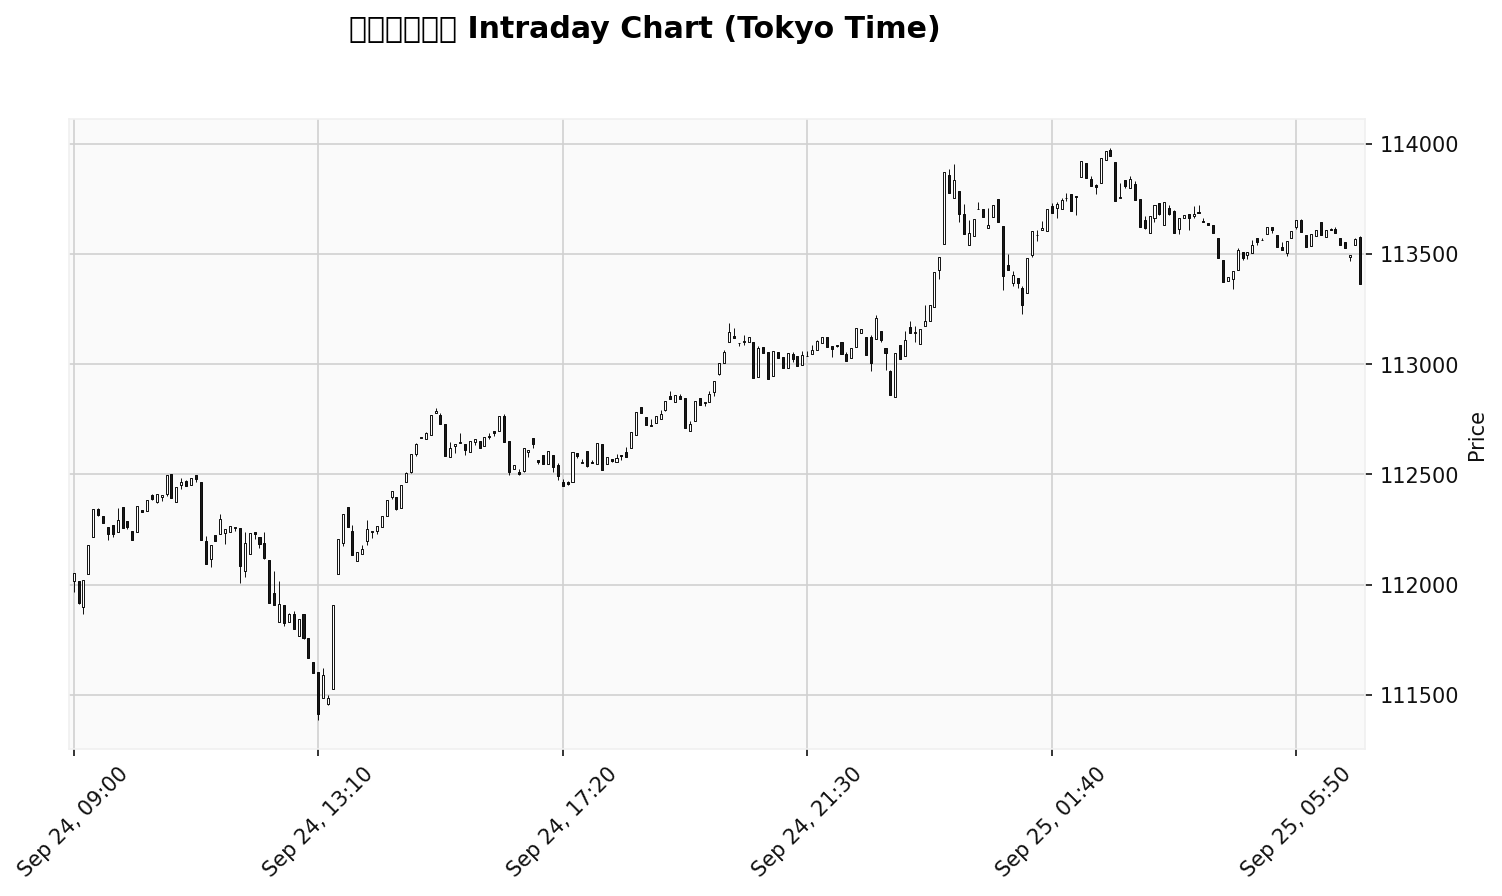 Intraday Chart (Tokyo Time)
114000
113500
113000
112500
112000
111500
Price
Sep 24, 09:00
Sep 24, 13:10
Sep 24, 17:20
Sep 24, 21:30
Sep 25, 01:40
Sep 25, 05:50